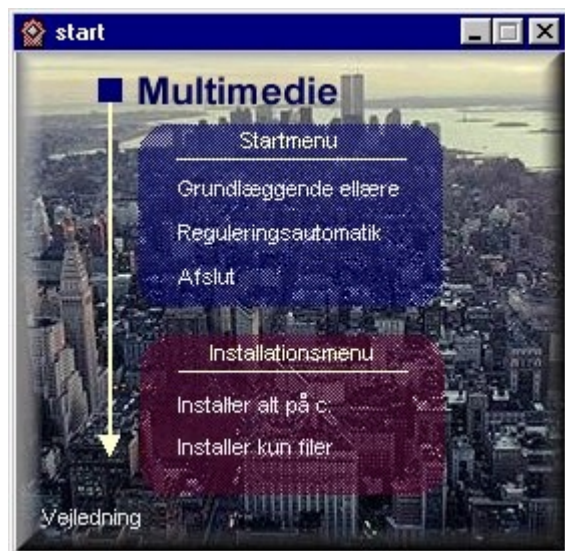 start
Multimedie
Startmenu
Grundlæggende ellære
Reguleringsautomatik
Afslut
Installationsmenu
Installer alt på c:
Installer kun filer
Vejledning